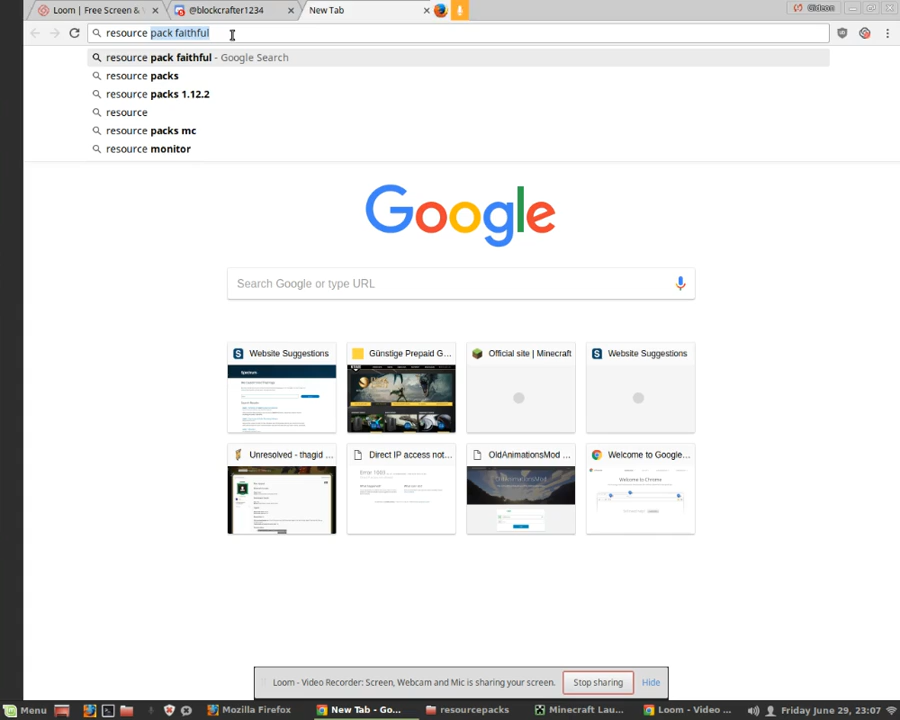 Loom | Free Screen &
@blockcrafter1234
New Tab
Gideon
resource pack faithful
resource pack faithful - Google Search
resource packs
resource packs 1.12.2
resource
resource packs mc
resource monitor
Google
Search Google or type URL
Website Suggestions
Günstige Prepaid G...
Official site | Minecraft
Website Suggestions
Unresolved - thagid ...
Direct IP access not...
OldAnimationsMod ...
Welcome to Google...
Welcome to Chrome
Loom - Video Recorder: Screen, Webcam and Mic is sharing your screen.
Stop sharing
Hide
Menu
Mozilla Firefox
New Tab - Go...
resourcepacks
Minecraft Lau...
Loom - Video ...
Friday June 29, 23:07